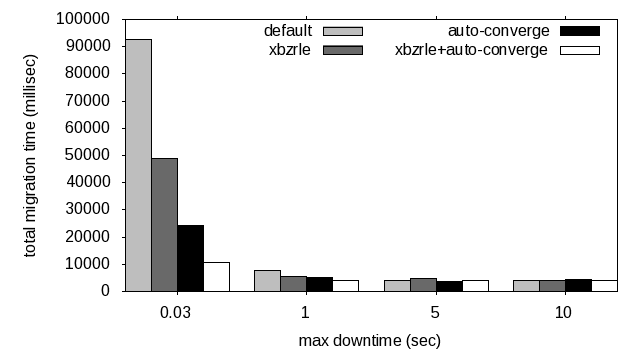 100000
90000
80000
70000
60000
50000
40000
30000
20000
10000
0
total migration time (millisec)
default
xbzrle
auto-converge
xbzrle+auto-converge
0.03 1 5 10
max downtime (sec)